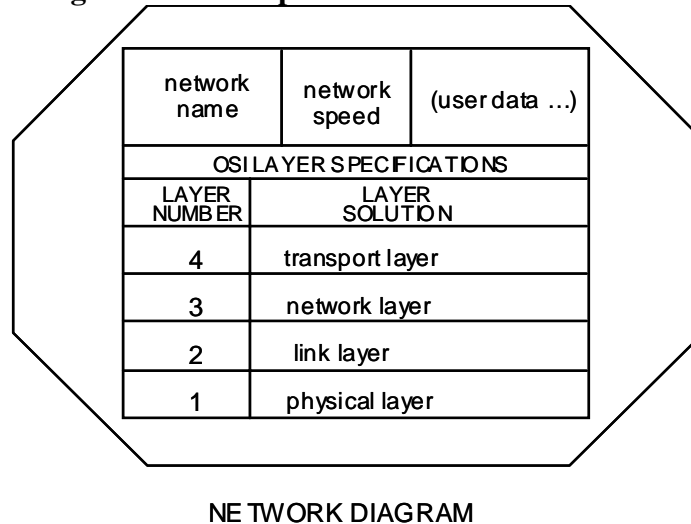 network name
network speed
(user data ...)
OSI LAYER SPECIFICATIONS
LAYER NUMBER
LAYER SOLUTION
4 transport layer
3 network layer
2 link layer
1 physical layer
NETWORK DIAGRAM